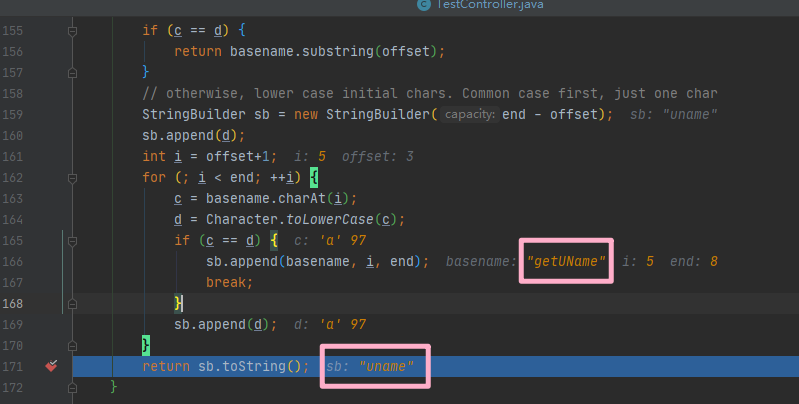 TestController.java
155 if (c == d) {
156 return basename.substring(offset);
157 }
158 // otherwise, lower case initial chars. Common case first, just one char
159 StringBuilder sb = new StringBuilder( capacity: end - offset); sb: "uname"
160 sb.append(d);
161 int i = offset+1; i: 5 offset: 3
162 for (; i < end; ++i) {
163 c = basename.charAt(i);
164 d = Character.toLowerCase(c);
165 if (c == d) { c: 'a' 97
166 sb.append(basename, i, end); basename: "getUName" i: 5 end: 8
167 break;
168 }
169 sb.append(d); d: 'a' 97
170 }
171 return sb.toString(); sb: "uname"
172 }